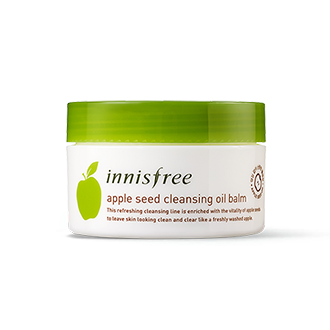 innisfree
apple seed cleansing oil balm
This refreshing cleansing line is enriched with the vitality of apple seeds
to leave skin looking clean and clear like a freshly washed apple.